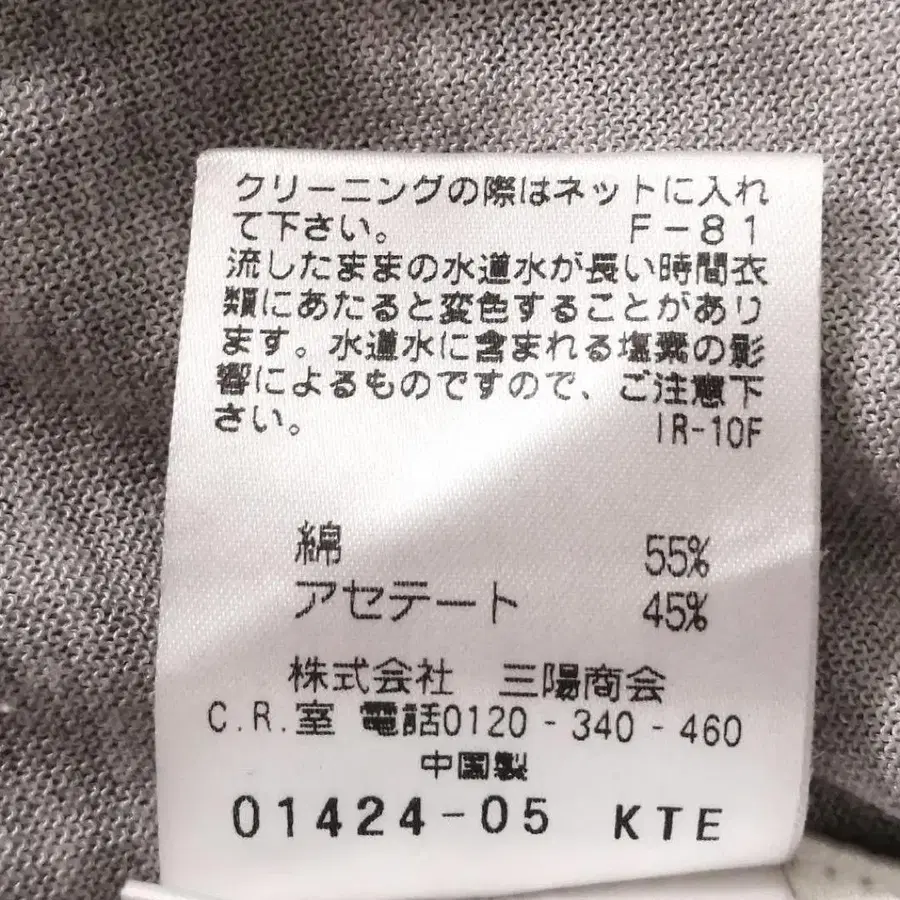 クリーニングの際はネットに入れ
て下さい。 F-81
流したままの水道水が長い時間衣
類にあたると変色することがあり
ます。水道水に含まれる塩素の影
響によるものですので、ご注意下
さい。 IR-10F
綿 55%
アセテート 45%
株式会社 三陽商会
C.R.室 電話0120-340-460
中国製
01424-05 KTE